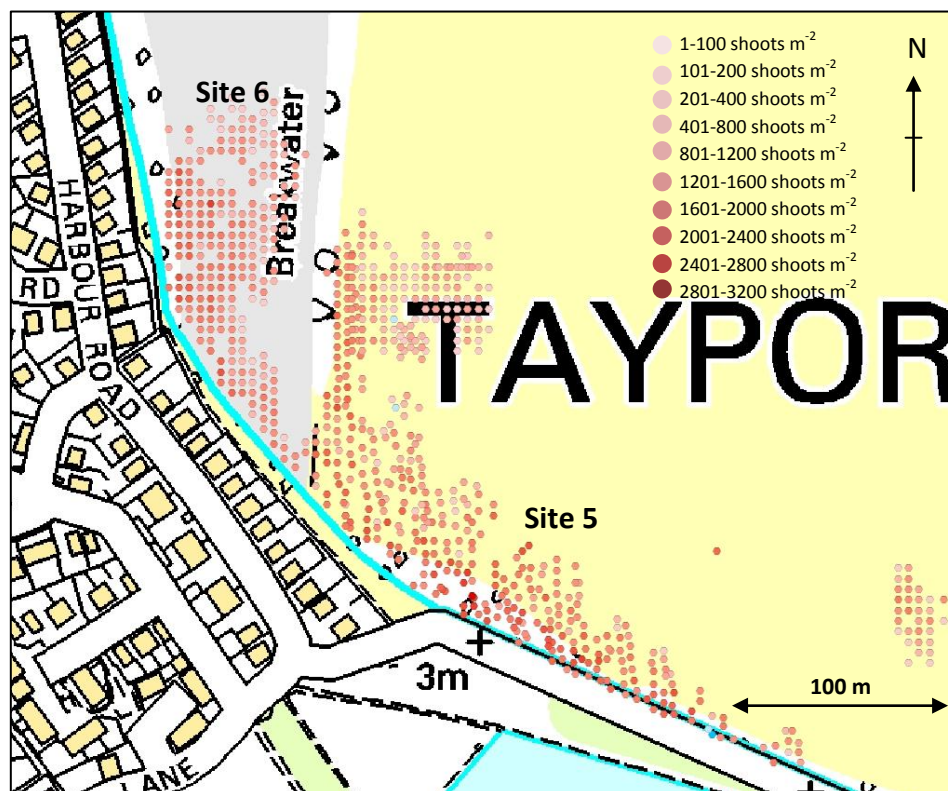 Site 6
Breakwater
1-100 shoots m⁻²
101-200 shoots m⁻²
201-400 shoots m⁻²
401-800 shoots m⁻²
801-1200 shoots m⁻²
1201-1600 shoots m⁻²
1601-2000 shoots m⁻²
2001-2400 shoots m⁻²
2401-2800 shoots m⁻²
2801-3200 shoots m⁻²
N
HARBOUR ROAD
RD
TAYPOR
Site 5
3m
100 m
LANE